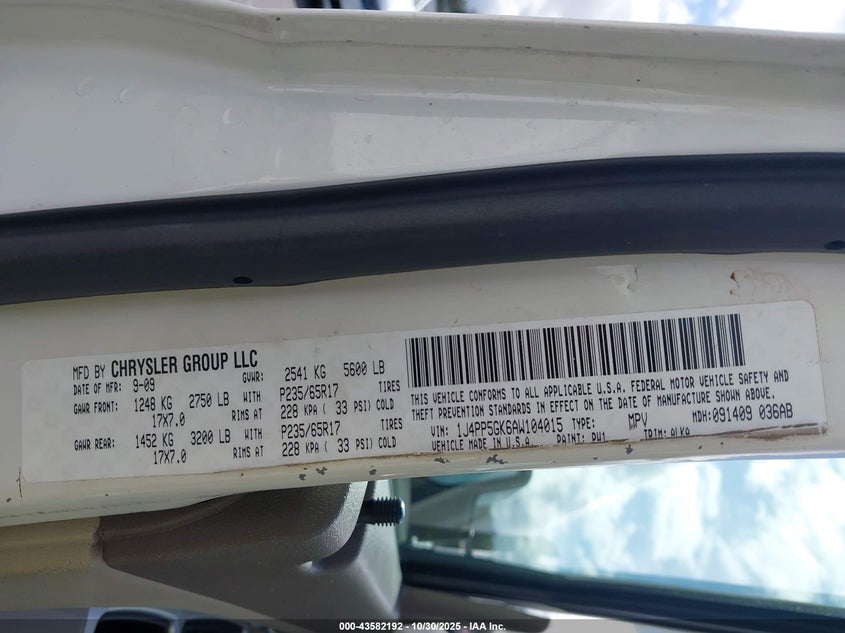 MFD BY CHRYSLER GROUP LLC
DATE OF MFR: 9-09 GVWR: 2541 KG 5600 LB
GAWR FRONT: 1248 KG 2750 LB WITH P235/65R17 TIRES
17X7.0 RIMS AT 228 KPA ( 33 PSI) COLD
GAWR REAR: 1452 KG 3200 LB WITH P235/65R17 TIRES
17X7.0 RIMS AT 228 KPA ( 33 PSI) COLD
THIS VEHICLE CONFORMS TO ALL APPLICABLE U.S.A. FEDERAL MOTOR VEHICLE SAFETY AND
THEFT PREVENTION STANDARDS IN EFFECT ON THE DATE OF MANUFACTURE SHOWN ABOVE.
VIN: 1J4PP5GK6AW104015 TYPE: MPV MDH: 091409 036AB
VEHICLE MADE IN U.S.A. PAINT: PW1 TRIM:
000-43582192 - 10/30/2025 - IAA Inc.